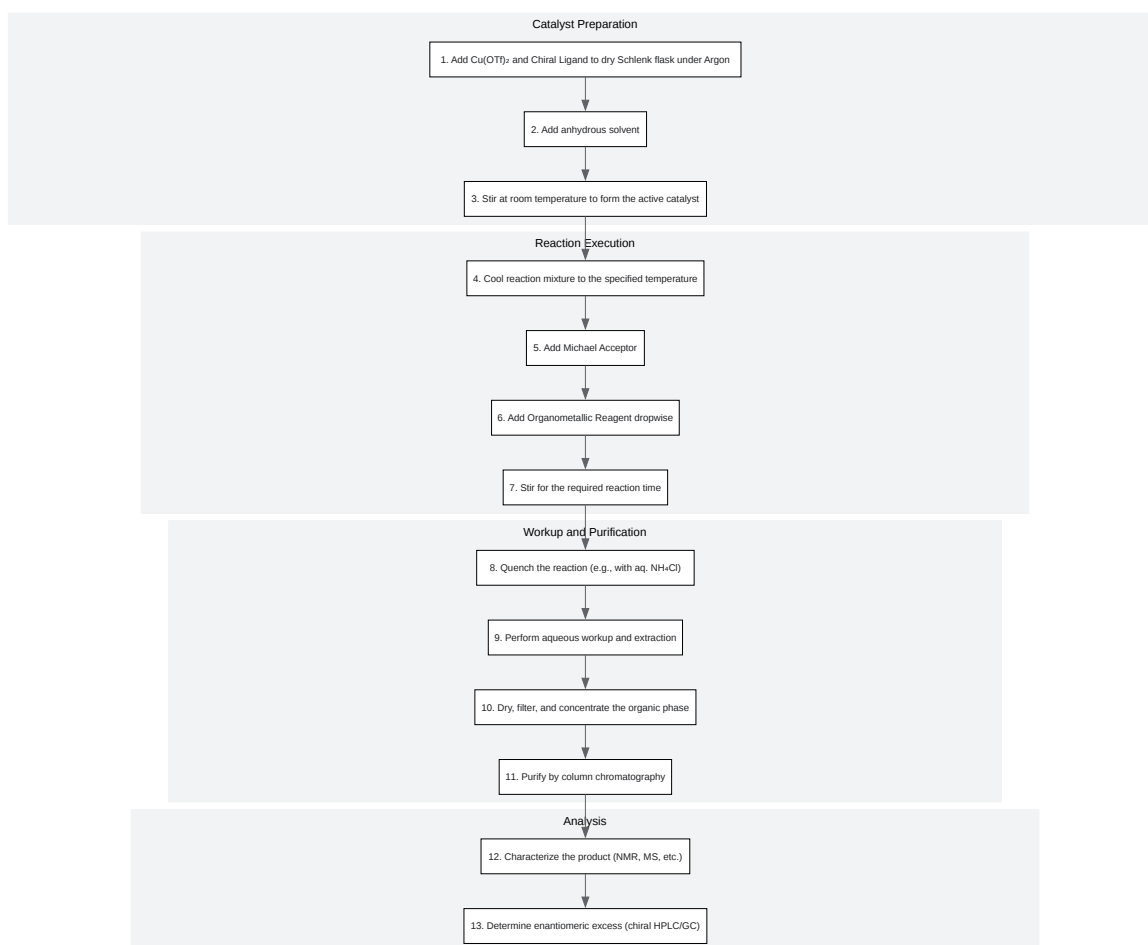 Catalyst Preparation
1. Add Cu(OTf)₂ and Chiral Ligand to dry Schlenk flask under Argon
2. Add anhydrous solvent
3. Stir at room temperature to form the active catalyst
Reaction Execution
4. Cool reaction mixture to the specified temperature
5. Add Michael Acceptor
6. Add Organometallic Reagent dropwise
7. Stir for the required reaction time
Workup and Purification
8. Quench the reaction (e.g., with aq. NH₄Cl)
9. Perform aqueous workup and extraction
10. Dry, filter, and concentrate the organic phase
11. Purify by column chromatography
Analysis
12. Characterize the product (NMR, MS, etc.)
13. Determine enantiomeric excess (chiral HPLC/GC)